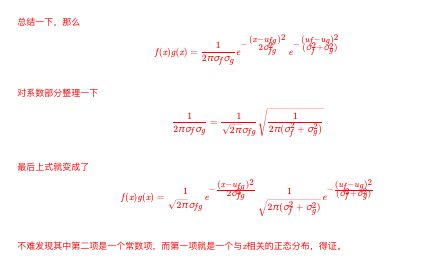 总结一下，那么
f(x)g(x) = \frac{1}{2\pi\sigma_f\sigma_g} e^{-\frac{(x-u_{fg})^2}{2\sigma_{fg}^2}} e^{-\frac{(u_f-u_g)^2}{(\sigma_f^2+\sigma_g^2)}}
对系数部分整理一下
\frac{1}{2\pi\sigma_f\sigma_g} = \frac{1}{\sqrt{2\pi}\sigma_{fg}} \sqrt{\frac{1}{2\pi(\sigma_f^2+\sigma_g^2)}}
最后上式就变成了
f(x)g(x) = \frac{1}{\sqrt{2\pi}\sigma_{fg}} e^{-\frac{(x-u_{fg})^2}{2\sigma_{fg}^2}} \frac{1}{\sqrt{2\pi(\sigma_f^2+\sigma_g^2)}} e^{-\frac{(u_f-u_g)^2}{(\sigma_f^2+\sigma_g^2)}}
不难发现其中第二项是一个常数项，而第一项就是一个与x相关的正态分布，得证。